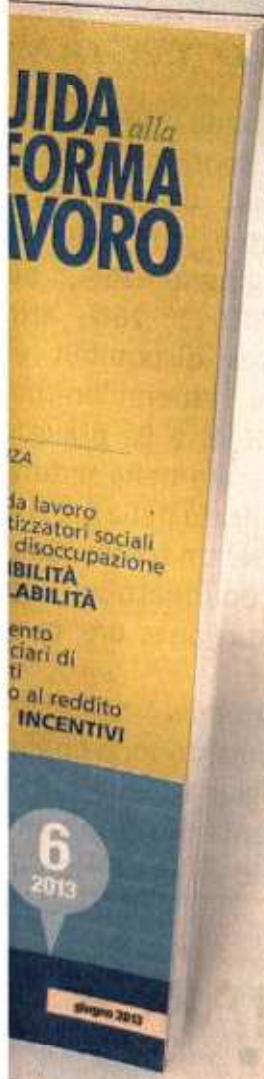 UIDA alla
FORMA
AVORO
ZA
da lavoro
tizzatori sociali
disoccupazione
IBILITÀ
LABILITÀ
ento
ciari di
ti
o al reddito
INCENTIVI
6
2013
giugno 2013